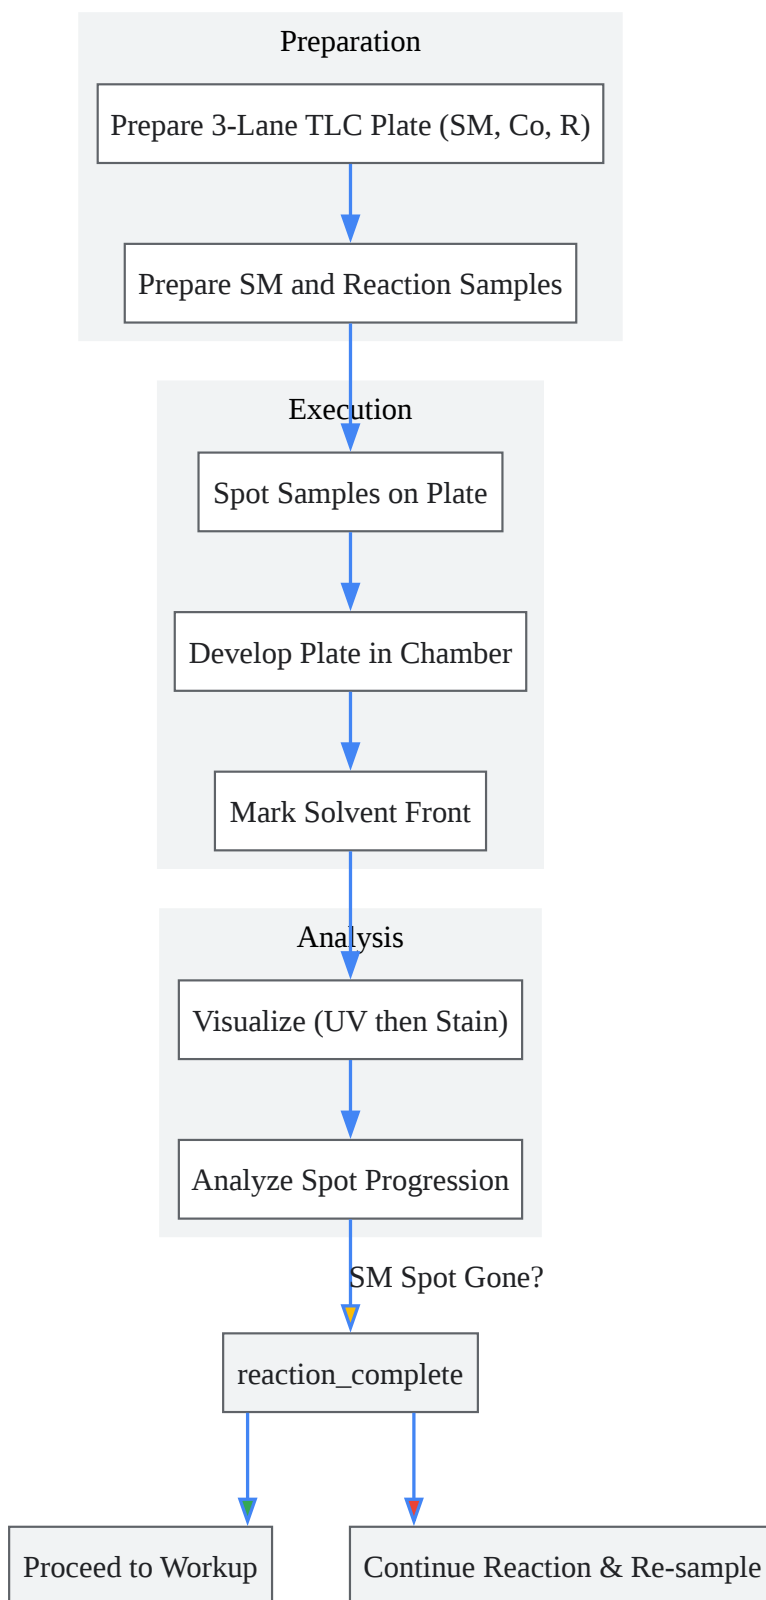 Preparation
Prepare 3-Lane TLC Plate (SM, Co, R)
Prepare SM and Reaction Samples
Execution
Spot Samples on Plate
Develop Plate in Chamber
Mark Solvent Front
Analysis
Visualize (UV then Stain)
Analyze Spot Progression
SM Spot Gone?
reaction_complete
Proceed to Workup
Continue Reaction & Re-sample